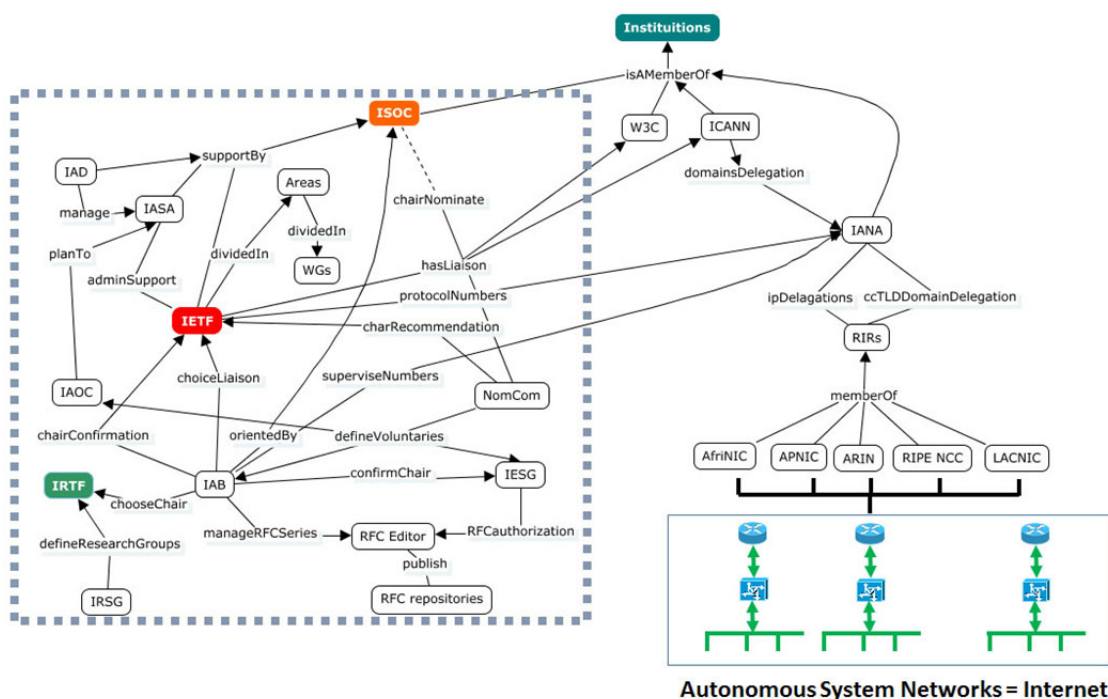 Instituitions
isAMemberOf
ISOC
W3C
ICANN
supportBy
IAD
Areas
domainsDelegation
manage
IASA
chairNominate
planTo
dividedIn
dividedIn
IANA
adminSupport
WGs
hasLiaison
protocolNumbers
ipDelagations
ccTLDDomainDelegation
IETF
charRecommendation
RIRs
choiceLiaison
superviseNumbers
IAOC
NomCom
memberOf
chairConfirmation
orientedBy
defineVoluntaries
AfriNIC
APNIC
ARIN
RIPE NCC
LACNIC
IRTF
IAB
confirmChair
IESG
chooseChair
manageRFCSeries
RFC Editor
RFCauthorization
defineResearchGroups
publish
IRSG
RFC repositories
Autonomous System Networks = Internet